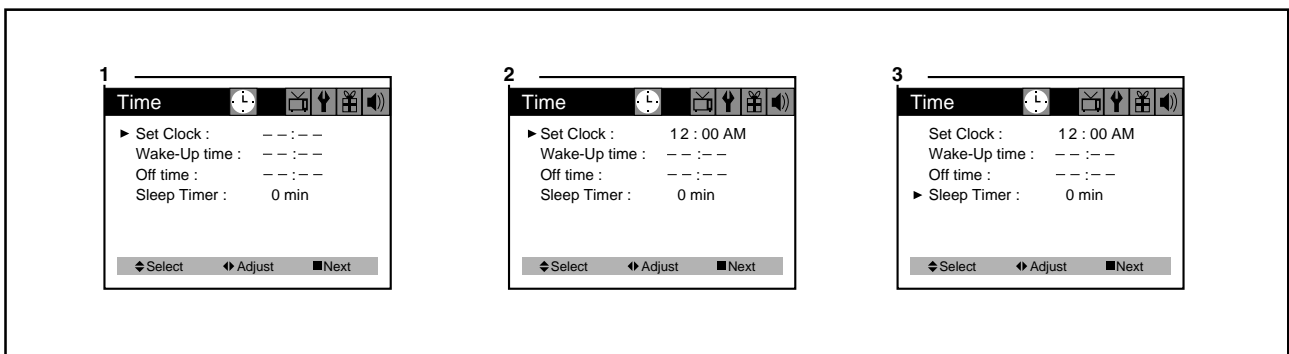 1
Time
► Set Clock : – – : – –
Wake-Up time : – – : – –
Off time : – – : – –
Sleep Timer : 0 min
Select Adjust Next
2
Time
► Set Clock : 12 : 00 AM
Wake-Up time : – – : – –
Off time : – – : – –
Sleep Timer : 0 min
Select Adjust Next
3
Time
Set Clock : 12 : 00 AM
Wake-Up time : – – : – –
Off time : – – : – –
► Sleep Timer : 0 min
Select Adjust Next